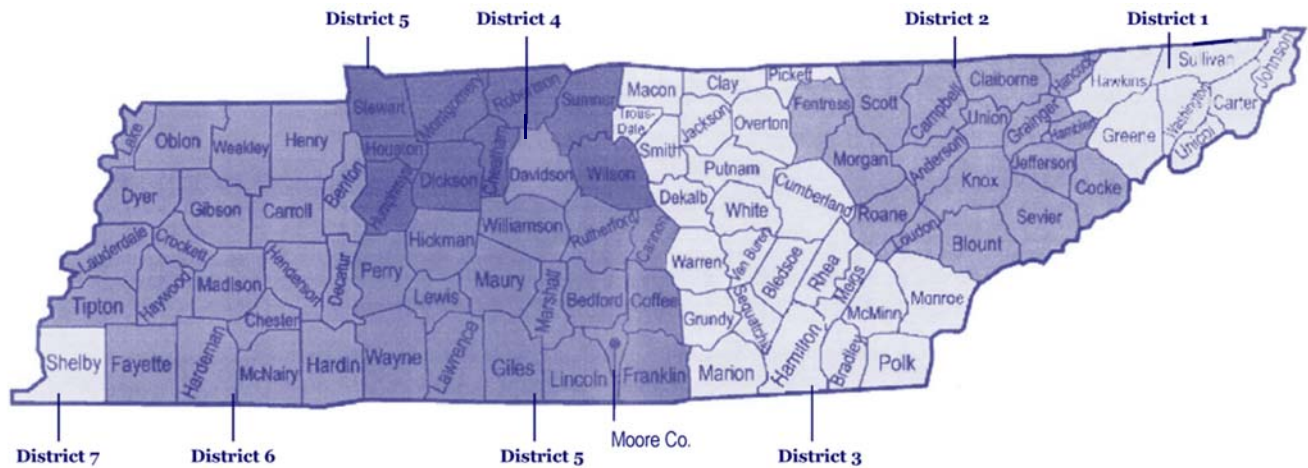 District 5
District 4
District 2
District 1
Lake
Obion
Weakley
Henry
Stewart
Montgomery
Robertson
Sumner
Macon
Clay
Pickett
Fentress
Scott
Campbell
Claiborne
Hancock
Hawkins
Sullivan
Johnson
Washington
Carter
Unicoi
Greene
Trous-
Dale
Jackson
Overton
Union
Grainger
Hamblen
Houston
Cheatham
Davidson
Wilson
Smith
Putnam
Morgan
Anderson
Knox
Jefferson
Cocke
Dyer
Gibson
Carroll
Benton
Humphreys
Dickson
Dekalb
White
Cumberland
Roane
Loudon
Blount
Sevier
Lauderdale
Crockett
Hickman
Williamson
Rutherford
Cannon
Warren
Van Buren
Bledsoe
Rhea
Meigs
Monroe
Tipton
Haywood
Madison
Henderson
Decatur
Perry
Lewis
Maury
Marshall
Bedford
Coffee
Grundy
Sequatchie
McMinn
Chester
Shelby
Fayette
Hardeman
McNairy
Hardin
Wayne
Lawrence
Giles
Lincoln
Franklin
Marion
Hamilton
Bradley
Polk
District 7
District 6
District 5
Moore Co.
District 3